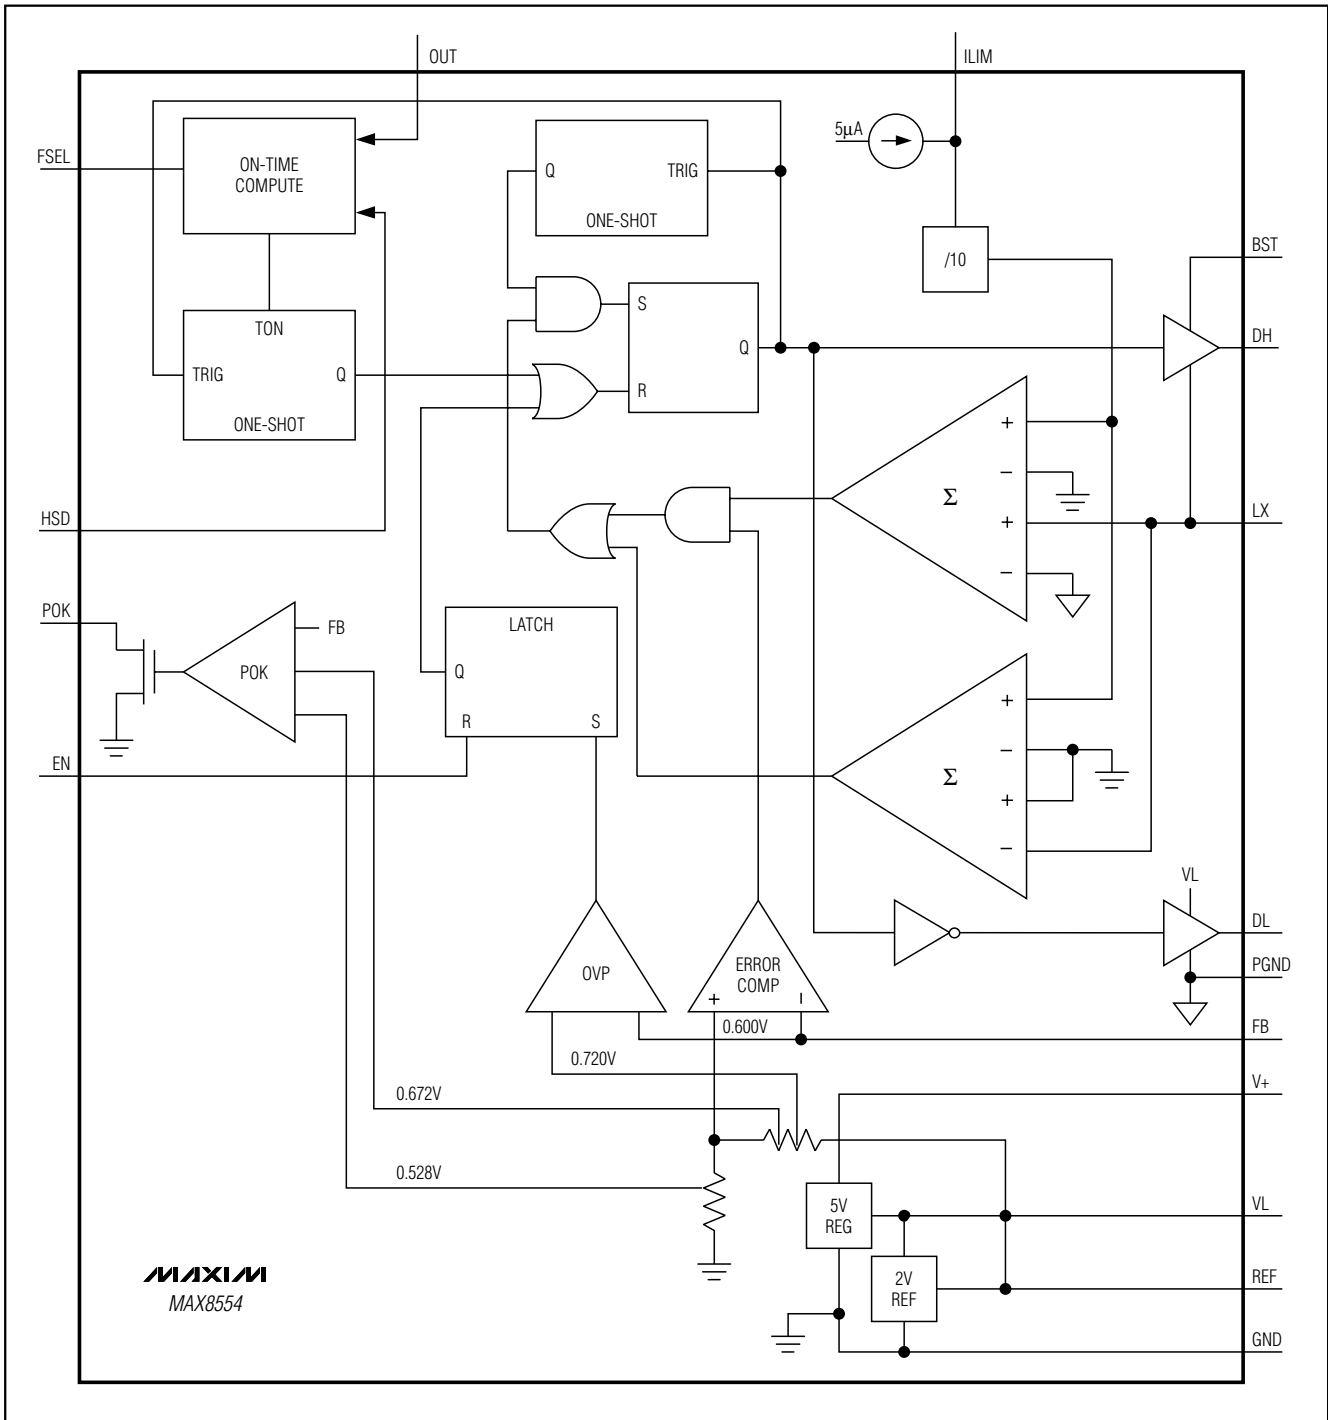 OUT
ILIM
5µA
FSEL
ON-TIME
COMPUTE
Q
TRIG
ONE-SHOT
/10
BST
S
TON
Q
DH
TRIG
Q
R
ONE-SHOT
+
−
Σ
+
HSD
LX
−
POK
LATCH
FB
POK
Q
+
R
S
−
EN
Σ
+
−
VL
DL
OVP
ERROR
COMP
PGND
+
−
0.600V
FB
0.720V
V+
0.672V
0.528V
5V
REG
VL
MAXIM
2V
REF
REF
MAX8554
GND